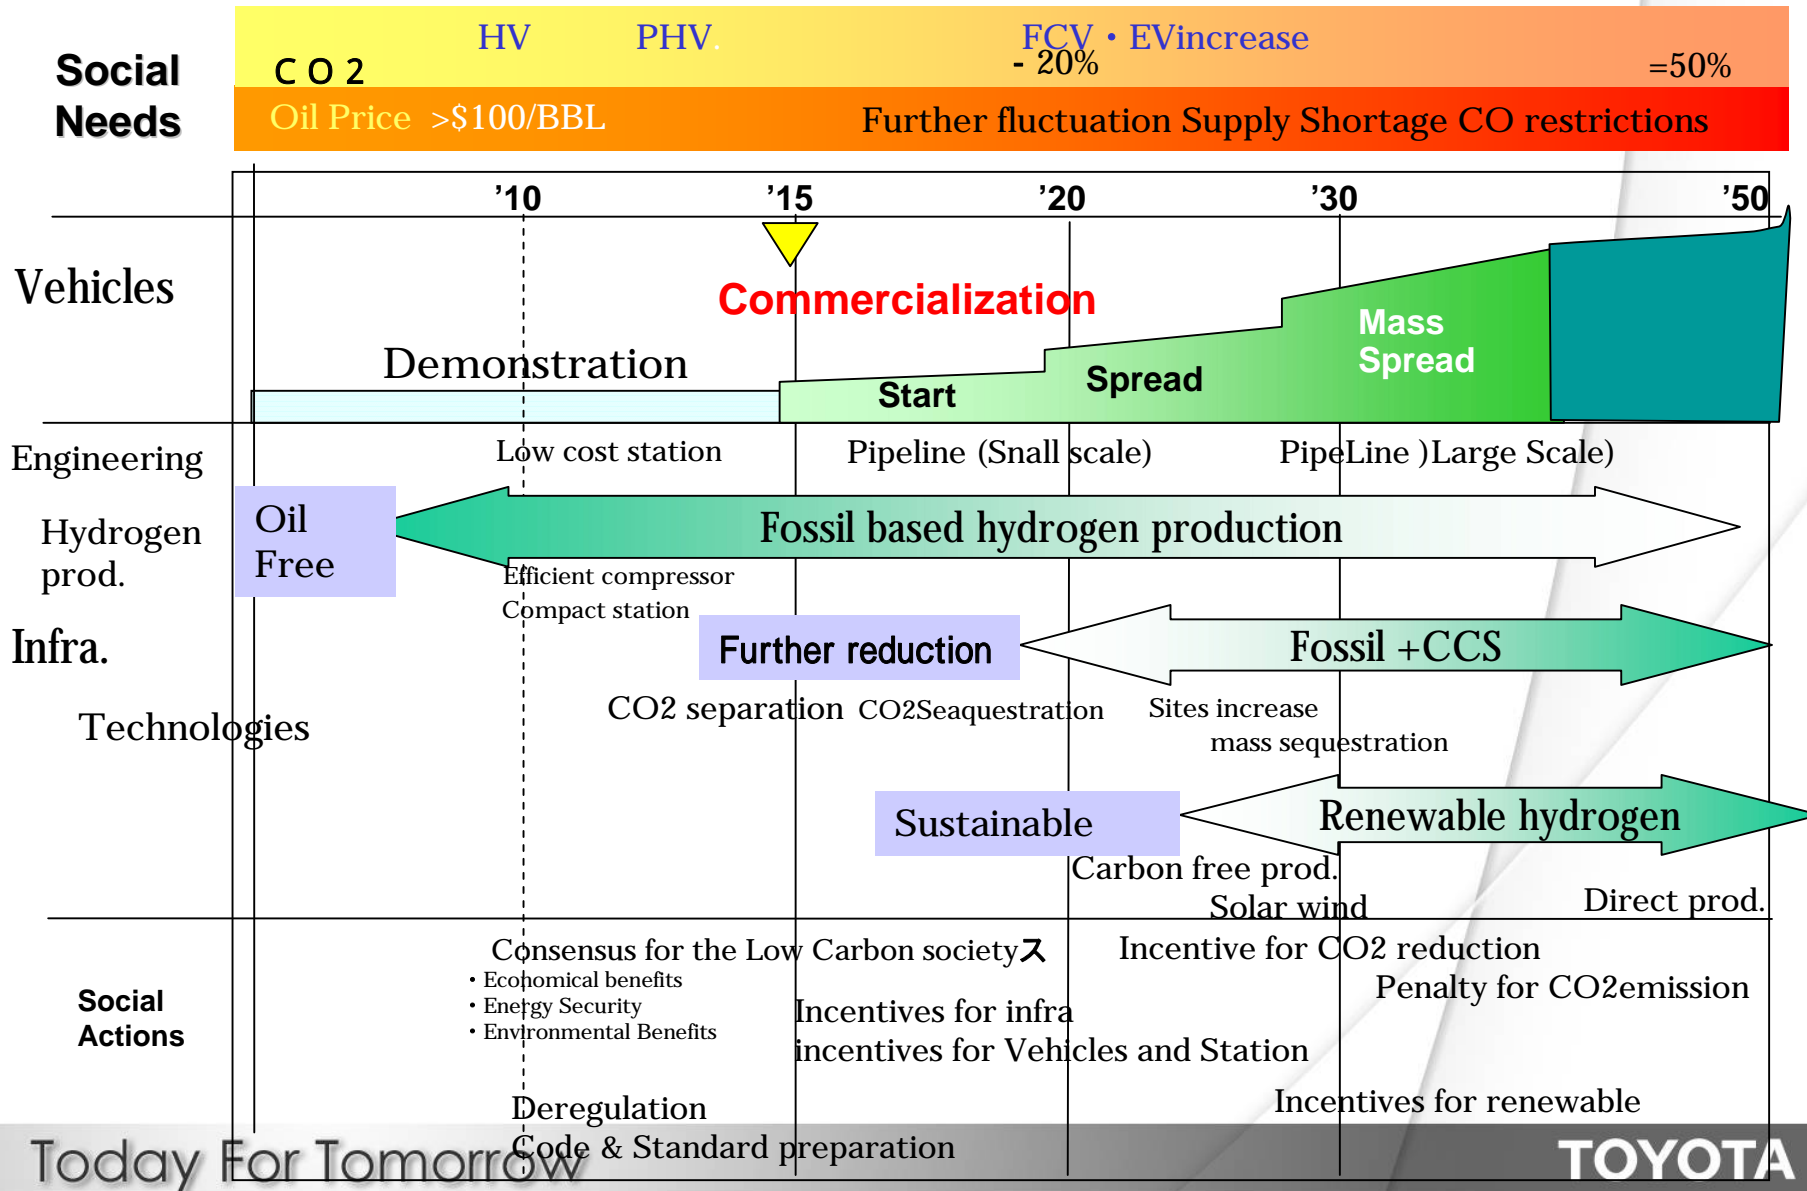 HV PHV. FCV・EVincrease
Social
Needs
CO2 - 20% =50%
Oil Price >$100/BBL Further fluctuation Supply Shortage CO restrictions
’10 ’15 ’20 ’30 ’50
Vehicles
Commercialization
Demonstration
Start
Spread
Mass
Spread
Engineering
Low cost station
Pipeline (Snall scale)
PipeLine )Large Scale)
Hydrogen
prod.
Oil
Free
Fossil based hydrogen production
Efficient compressor
Compact station
Infra.
Further reduction
Fossil +CCS
Technologies
CO2 separation
CO2Seaquestration
Sites increase
mass sequestration
Sustainable
Renewable hydrogen
Carbon free prod.
Solar wind
Direct prod.
Social
Actions
Consensus for the Low Carbon societyス
・Economical benefits
・Energy Security
・Environmental Benefits
Incentive for CO2 reduction
Penalty for CO2emission
Incentives for infra
incentives for Vehicles and Station
Deregulation
Code & Standard preparation
Incentives for renewable
Today For Tomorrow
TOYOTA